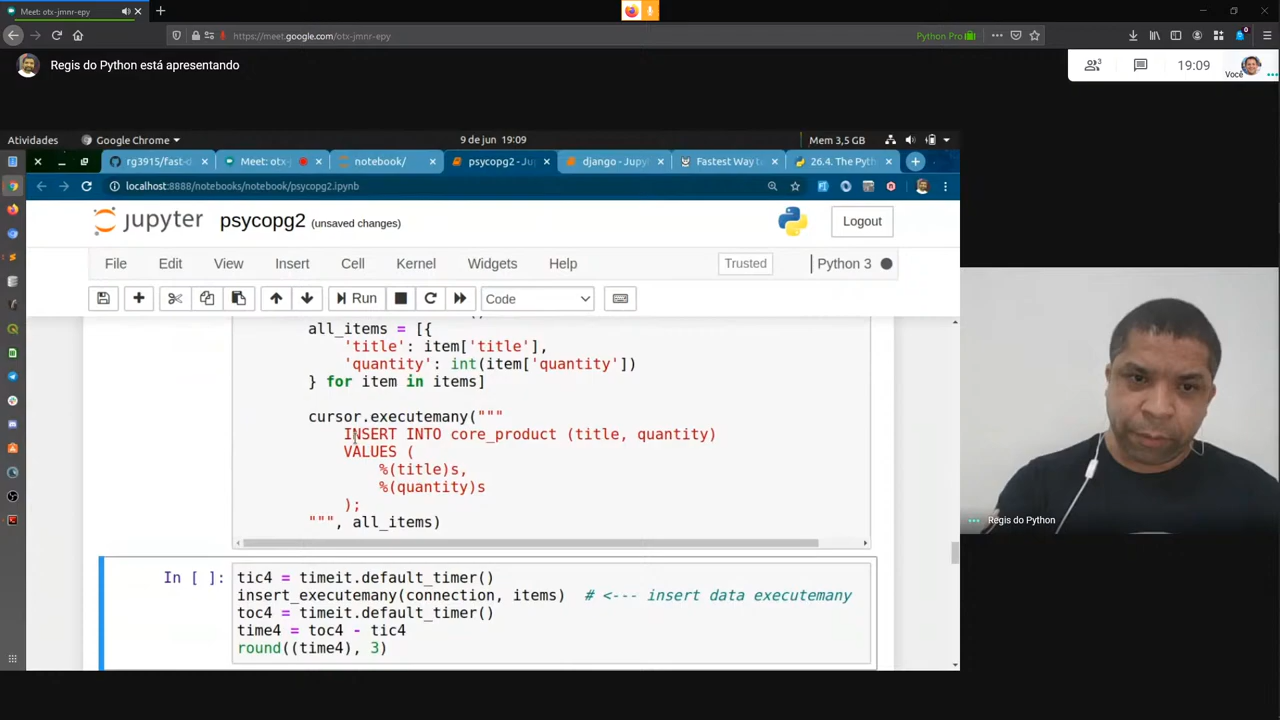 Meet: otx-jmnr-epy
https://meet.google.com/otx-jmnr-epy
Python Pro
Regis do Python está apresentando
3
19:09
Você
Atividades
Google Chrome
9 de jun 19:09
Mem 3,5 GB
rg3915/fast-d
Meet: otx-j
notebook/
psycopg2 - Ju
django - Jupyt
Fastest Way t
26.4. The Pyth
localhost:8888/notebooks/notebook/psycopg2.ipynb
jupyter psycopg2 (unsaved changes)
Logout
File Edit View Insert Cell Kernel Widgets Help
Trusted
Python 3
Run
Code
all_items = [{
'title': item['title'],
'quantity': int(item['quantity'])
} for item in items]
cursor.executemany("""
INSERT INTO core_product (title, quantity)
VALUES (
%(title)s,
%(quantity)s
);
""", all_items)
In [ ]: tic4 = timeit.default_timer()
insert_executemany(connection, items) # <--- insert data executemany
toc4 = timeit.default_timer()
time4 = toc4 - tic4
round((time4), 3)
Regis do Python